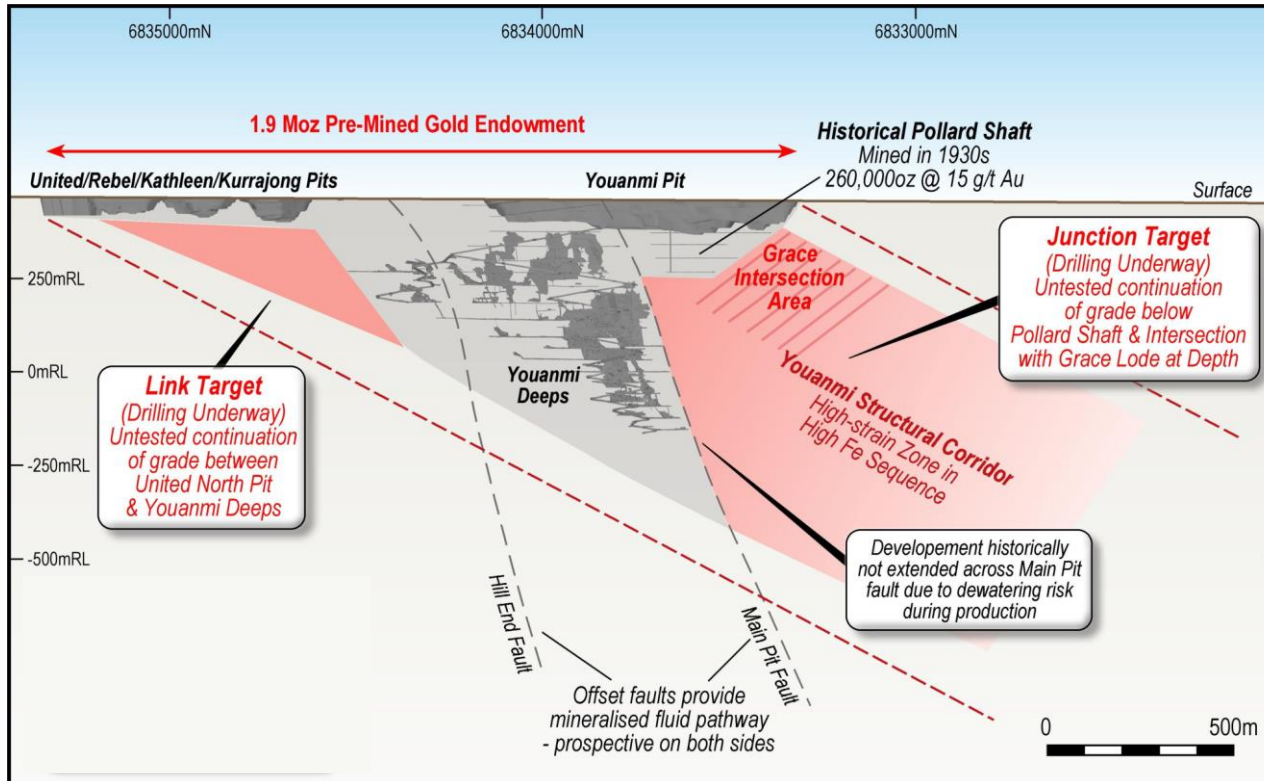 6835000mN
6834000mN
6833000mN
1.9 Moz Pre-Mined Gold Endowment
Historical Pollard Shaft
Mined in 1930s
260,000oz @ 15 g/t Au
United/Rebel/Kathleen/Kurrajong Pits
Youanmi Pit
Surface
Junction Target
(Drilling Underway)
Untested continuation
of grade below
Pollard Shaft & Intersection
with Grace Lode at Depth
Grace
Intersection
Area
250mRL
0mRL
-250mRL
-500mRL
Link Target
(Drilling Underway)
Untested continuation
of grade between
United North Pit
& Youanmi Deeps
Youanmi
Deeps
Youanmi Structural Corridor
High-strain Zone in
High Fe Sequence
Developement historically
not extended across Main Pit
fault due to dewatering risk
during production
Hill End Fault
Main Pit Fault
Offset faults provide
mineralised fluid pathway
- prospective on both sides
0
500m